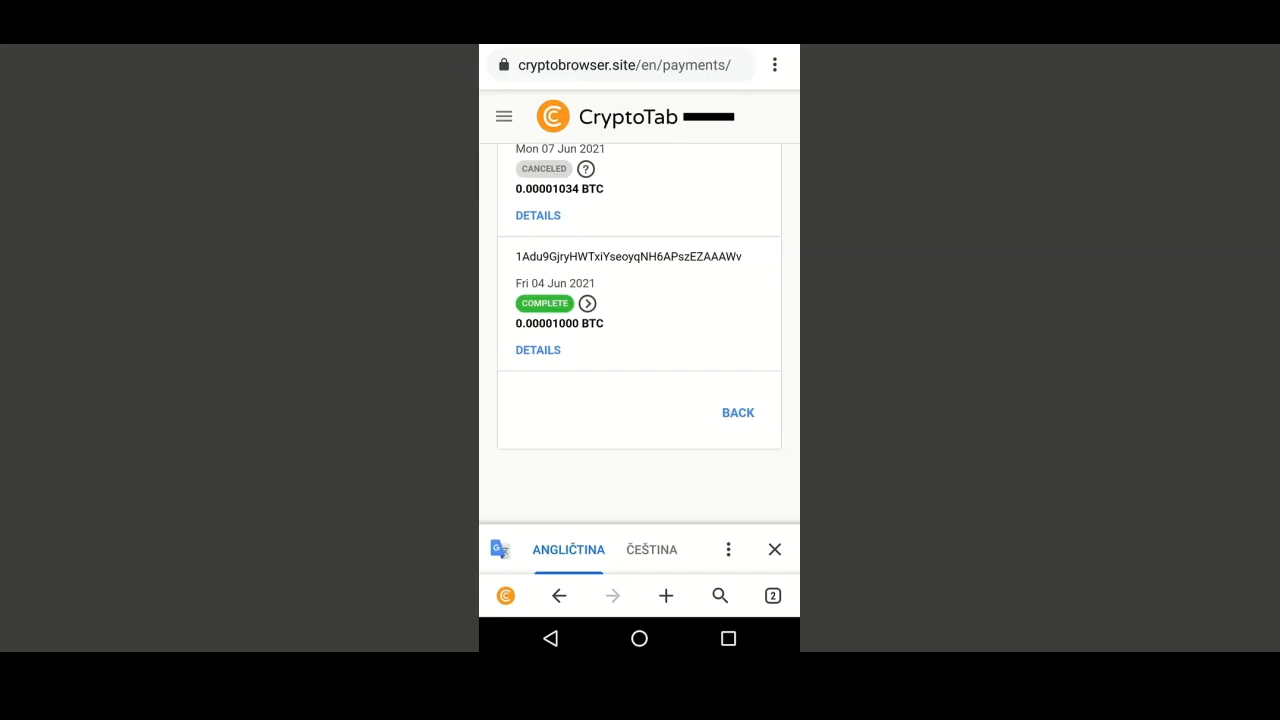 cryptobrowser.site/en/payments/
CryptoTab
Mon 07 Jun 2021
CANCELED ?
0.00001034 BTC
DETAILS
1Adu9GjryHWTxiYseoyqNH6APszEZAAAWv
Fri 04 Jun 2021
COMPLETE
0.00001000 BTC
DETAILS
BACK
ANGLIČTINA ČEŠTINA
2